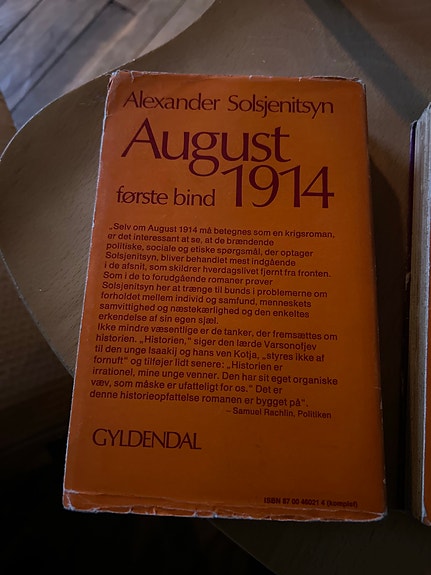 Alexander Solsjenitsyn
August
første bind 1914
„Selv om August 1914 må betegnes som en krigsroman,
er det interessant at se, at de brændende
politiske, sociale og etiske spørgsmål, der optager
Solsjenitsyn, bliver behandlet mest indgående
i de afsnit, som skildrer hverdagslivet fjernt fra fronten.
Som i de to forudgående romaner prøver
Solsjenitsyn her at trænge til bunds i problemerne om
forholdet mellem individ og samfund, menneskets
samvittighed og næstekærlighed og den enkeltes
erkendelse af sin egen sjæl.
Ikke mindre væsentlige er de tanker, der fremsættes om
historien. „Historien,“ siger den lærde Varsonofjev
til den unge Isaakij og hans ven Kotja, „styres ikke af
fornuft“ og tilføjer lidt senere: „Historien er
irrationel, mine unge venner. Den har sit eget organiske
væv, som måske er ufatteligt for os.“ Det er
denne historieopfattelse romanen er bygget på“.
– Samuel Rachlin. Politiken.
GYLDENDAL
ISBN 87 00 46021 4 (komplet)